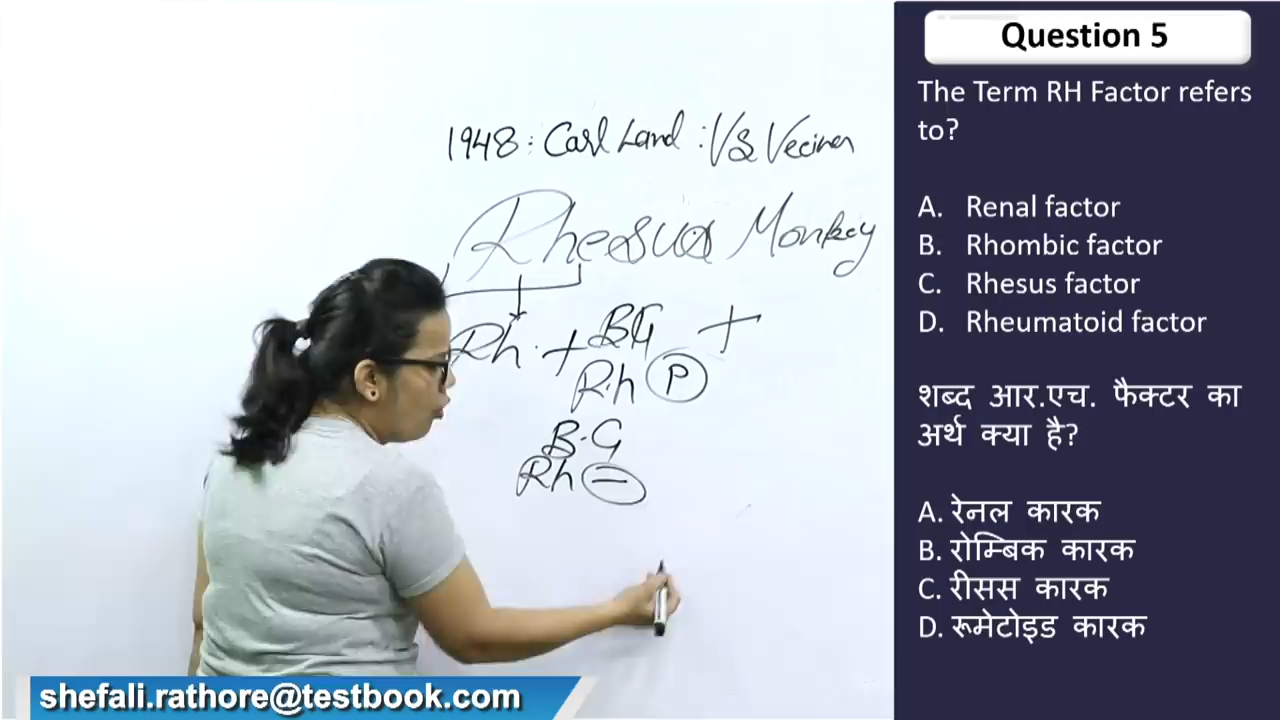 1948 : Carl Land : V & Veciner
Rhesus Monkey
Rh. + BG +
Rh P
B.G
Rh −
shefali.rathore@testbook.com
Question 5
The Term RH Factor refers
to?
A. Renal factor
B. Rhombic factor
C. Rhesus factor
D. Rheumatoid factor
शब्द आर.एच. फैक्टर का
अर्थ क्या है?
A. रेनल कारक
B. रोम्बिक कारक
C. रीसस कारक
D. रूमेटोइड कारक